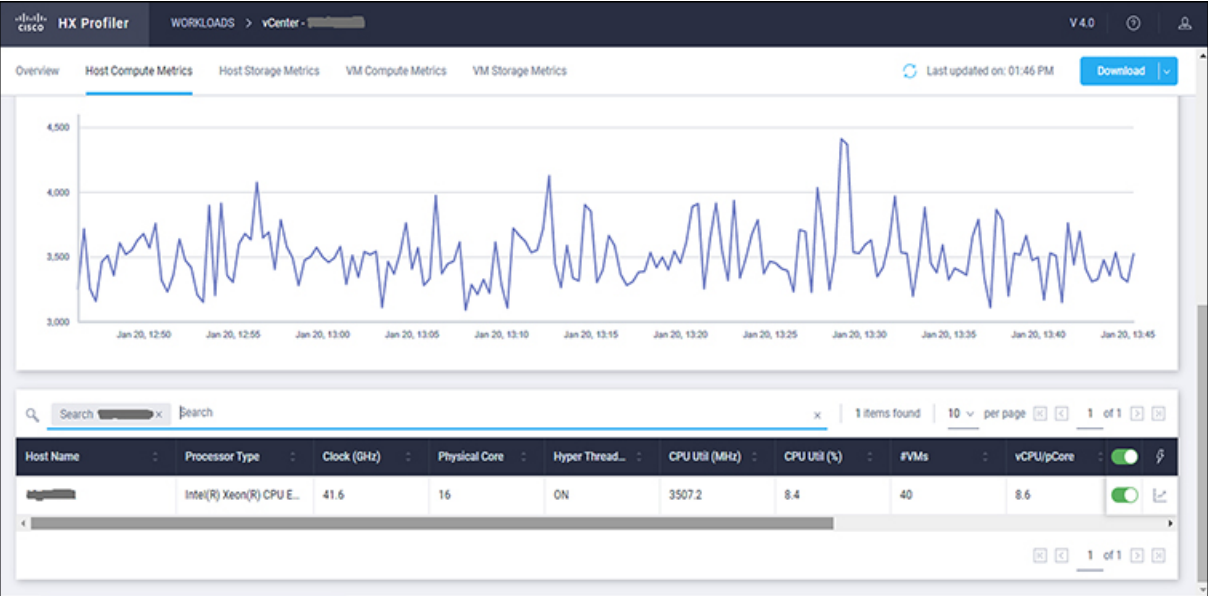 cisco HX Profiler WORKLOADS > vCenter - V 4.0
Overview Host Compute Metrics Host Storage Metrics VM Compute Metrics VM Storage Metrics Last updated on: 01:46 PM Download
4,500
4,000
3,500
3,000
Jan 20, 12:50 Jan 20, 12:55 Jan 20, 13:00 Jan 20, 13:05 Jan 20, 13:10 Jan 20, 13:15 Jan 20, 13:20 Jan 20, 13:25 Jan 20, 13:30 Jan 20, 13:35 Jan 20, 13:40 Jan 20, 13:45
Search × Search × 1 items found 10 per page 1 of 1
Host Name Processor Type Clock (GHz) Physical Core Hyper Thread... CPU Util (MHz) CPU Util (%) #VMs vCPU/pCore
Intel(R) Xeon(R) CPU E... 41.6 16 ON 3507.2 8.4 40 8.6
1 of 1